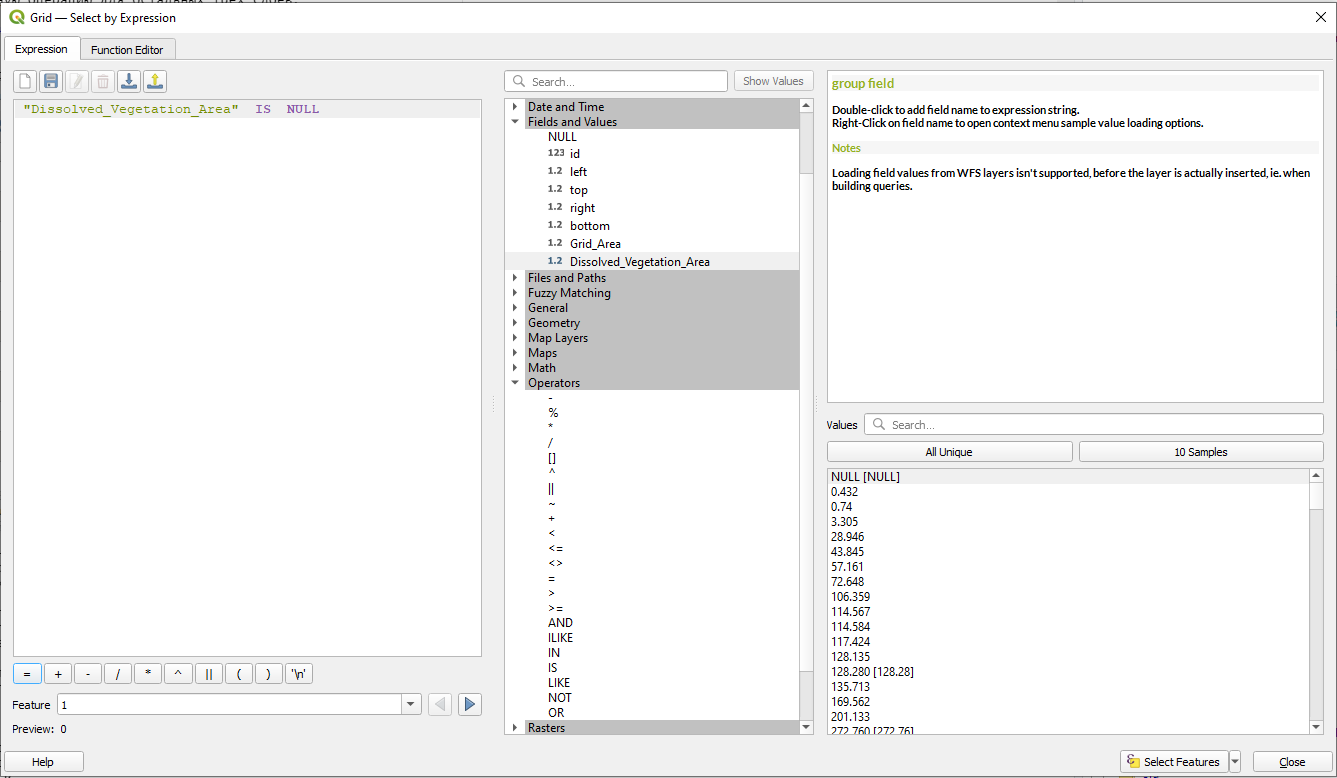 Grid — Select by Expression
Expression
Function Editor
"Dissolved_Vegetation_Area" IS NULL
= + - / * ^ || ( ) '\n'
Feature 1
Preview: 0
Help
Search...
Show Values
Date and Time
Fields and Values
NULL
123 id
1.2 left
1.2 top
1.2 right
1.2 bottom
1.2 Grid_Area
1.2 Dissolved_Vegetation_Area
Files and Paths
Fuzzy Matching
General
Geometry
Map Layers
Maps
Math
Operators
-
%
*
/
[]
^
||
~
+
<
<=
<>
=
>
>=
AND
ILIKE
IN
IS
LIKE
NOT
OR
Rasters
group field
Double-click to add field name to expression string.
Right-Click on field name to open context menu sample value loading options.
Notes
Loading field values from WFS layers isn't supported, before the layer is actually inserted, ie. when
building queries.
Values Search...
All Unique
10 Samples
NULL [NULL]
0.432
0.74
3.305
28.946
43.845
57.161
72.648
106.359
114.567
114.584
117.424
128.135
128.280 [128.28]
135.713
169.562
201.133
272.760 [272.76]
Select Features
Close